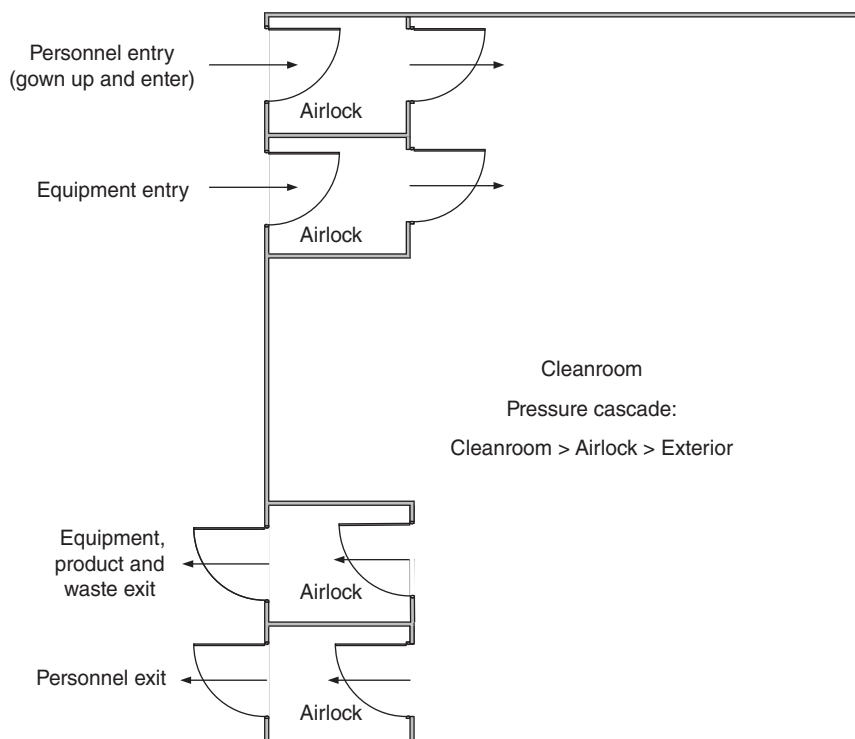 Personnel entry
(gown up and enter)
Airlock
Equipment entry
Airlock
Cleanroom
Pressure cascade:
Cleanroom > Airlock > Exterior
Equipment,
product and
waste exit
Airlock
Personnel exit
Airlock